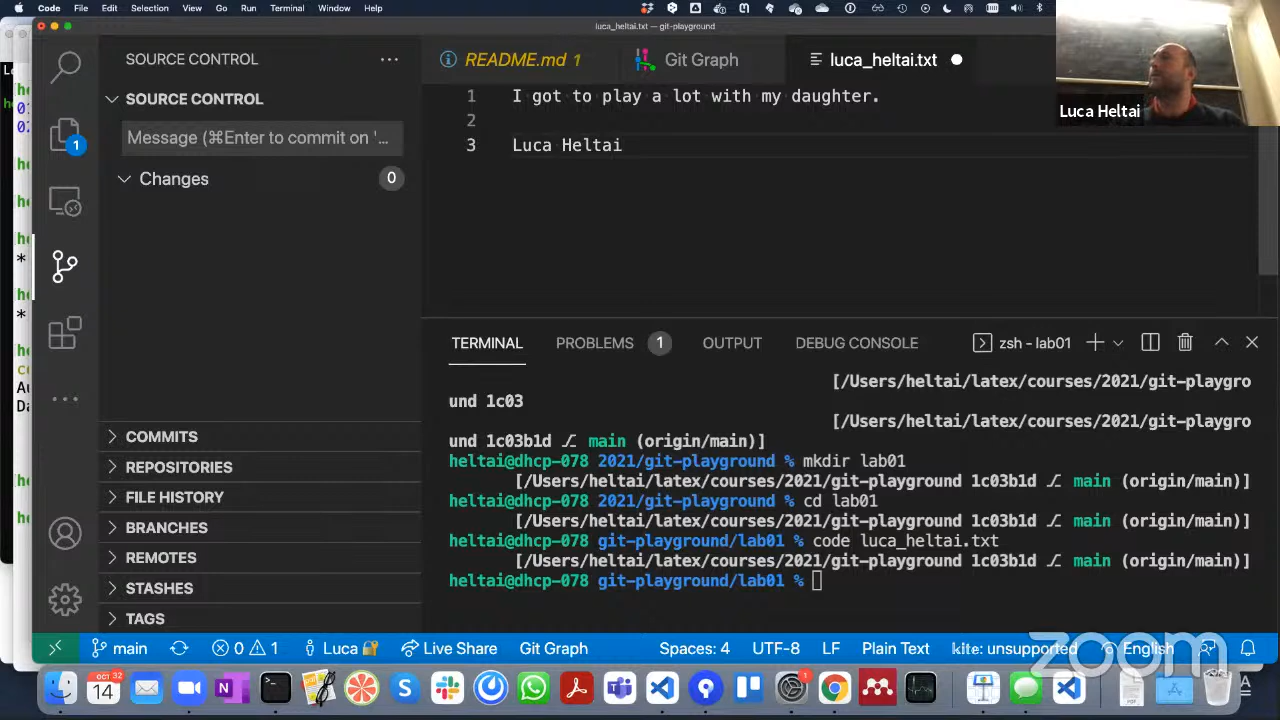 Code File Edit Selection View Go Run Terminal Window Help
luca_heltai.txt — git-playground
SOURCE CONTROL
README.md 1 Git Graph luca_heltai.txt
SOURCE CONTROL
Message (⌘Enter to commit on '...
Changes 0
1
1 I got to play a lot with my daughter.
2
3 Luca Heltai
Luca Heltai
TERMINAL PROBLEMS 1 OUTPUT DEBUG CONSOLE zsh - lab01
[/Users/heltai/latex/courses/2021/git-playgro
und 1c03
[/Users/heltai/latex/courses/2021/git-playgro
und 1c03b1d ⎇ main (origin/main)]
heltai@dhcp-078 2021/git-playground % mkdir lab01
[/Users/heltai/latex/courses/2021/git-playground 1c03b1d ⎇ main (origin/main)]
heltai@dhcp-078 2021/git-playground % cd lab01
[/Users/heltai/latex/courses/2021/git-playground 1c03b1d ⎇ main (origin/main)]
heltai@dhcp-078 git-playground/lab01 % code luca_heltai.txt
[/Users/heltai/latex/courses/2021/git-playground 1c03b1d ⎇ main (origin/main)]
heltai@dhcp-078 git-playground/lab01 %
COMMITS
REPOSITORIES
FILE HISTORY
BRANCHES
REMOTES
STASHES
TAGS
main 0 1 Luca Live Share Git Graph Spaces: 4 UTF-8 LF Plain Text kite: unsupported English
zoom
OCT 14